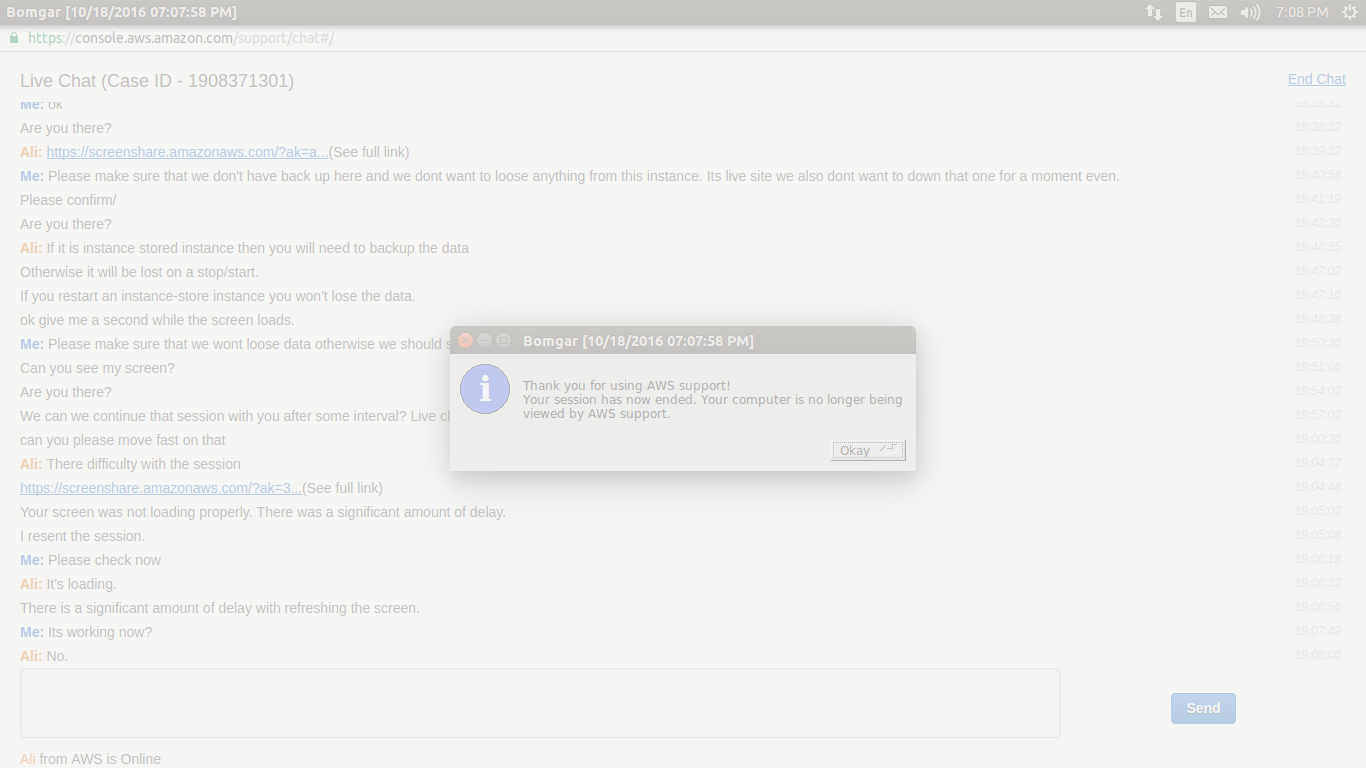 Bomgar [10/18/2016 07:07:58 PM]
En
7:08 PM
https://console.aws.amazon.com/support/chat#/
Live Chat (Case ID - 1908371301)
End Chat
Me: ok
Are you there? 18:38:32
Ali: https://screenshare.amazonaws.com/?ak=a...(See full link) 18:39:32
Me: Please make sure that we don't have back up here and we dont want to loose anything from this instance. Its live site we also dont want to down that one for a moment even. 18:40:58
Please confirm/ 18:41:19
Are you there? 18:42:20
Ali: If it is instance stored instance then you will need to backup the data 18:46:55
Otherwise it will be lost on a stop/start. 18:47:02
If you restart an instance-store instance you won't lose the data. 18:47:10
ok give me a second while the screen loads. 18:48:38
Me: Please make sure that we wont loose data otherwise we should 18:50:30
Can you see my screen? 18:51:06
Are you there? 18:54:03
We can we continue that session with you after some interval? Live 18:57:03
can you please move fast on that 19:00:20
Ali: There difficulty with the session 19:04:37
https://screenshare.amazonaws.com/?ak=3...(See full link) 19:04:48
Your screen was not loading properly. There was a significant amount of delay. 19:05:03
I resent the session. 19:05:08
Me: Please check now 19:06:18
Ali: It's loading. 19:06:33
There is a significant amount of delay with refreshing the screen. 19:06:56
Me: Its working now? 19:07:49
Ali: No. 19:08:00
Bomgar [10/18/2016 07:07:58 PM]
Thank you for using AWS support!
Your session has now ended. Your computer is no longer being
viewed by AWS support.
Okay
Send
Ali from AWS is Online